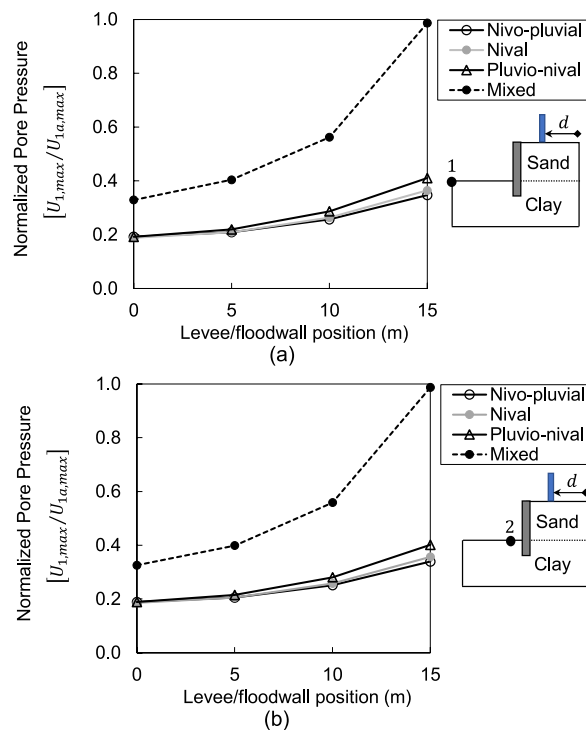 1.0
0.8
0.6
0.4
0.2
0.0
Normalized Pore Pressure
[U1,max/U1a,max]
0 5 10 15
Levee/floodwall position (m)
(a)
Nivo-pluvial
Nival
Pluvio-nival
Mixed
d
1
Sand
Clay
1.0
0.8
0.6
0.4
0.2
0.0
Normalized Pore Pressure
[U1,max/U1a,max]
0 5 10 15
Levee/floodwall position (m)
(b)
Nivo-pluvial
Nival
Pluvio-nival
Mixed
d
2
Sand
Clay